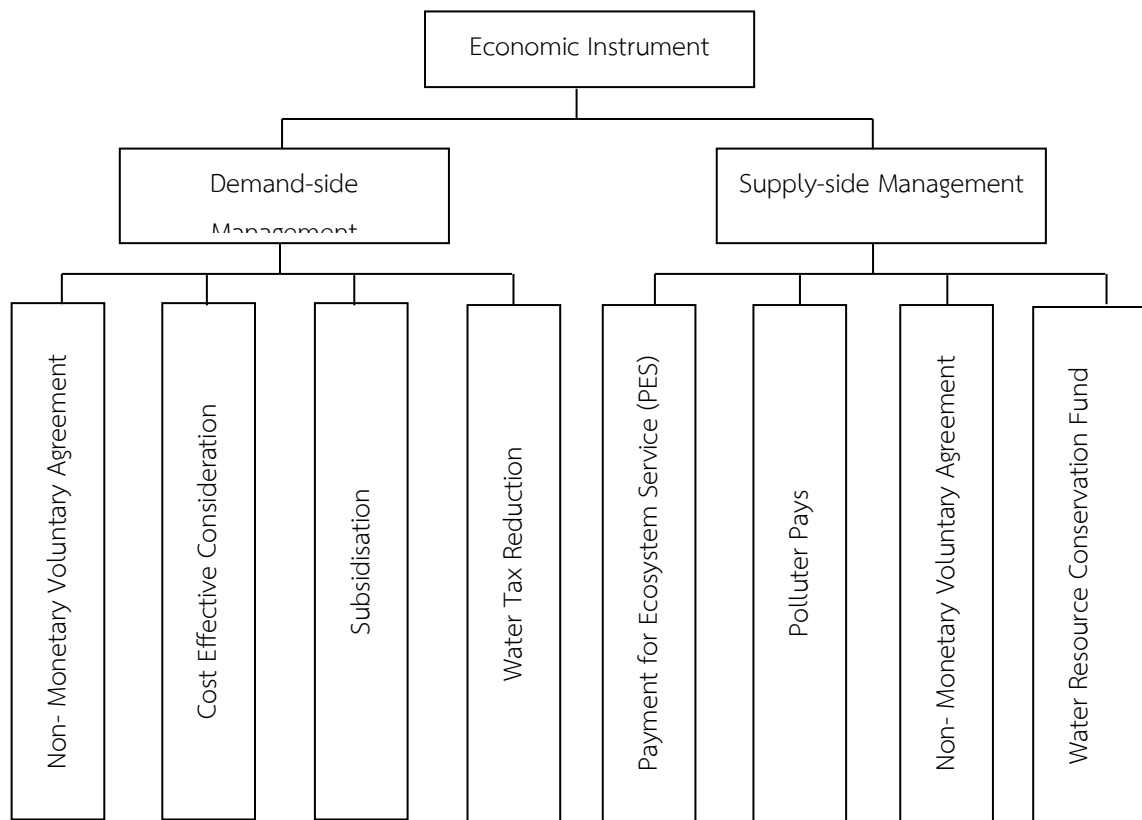 Economic Instrument
Demand-side
Management
Supply-side Management
Non- Monetary Voluntary Agreement
Cost Effective Consideration
Subsidisation
Water Tax Reduction
Payment for Ecosystem Service (PES)
Polluter Pays
Non- Monetary Voluntary Agreement
Water Resource Conservation Fund